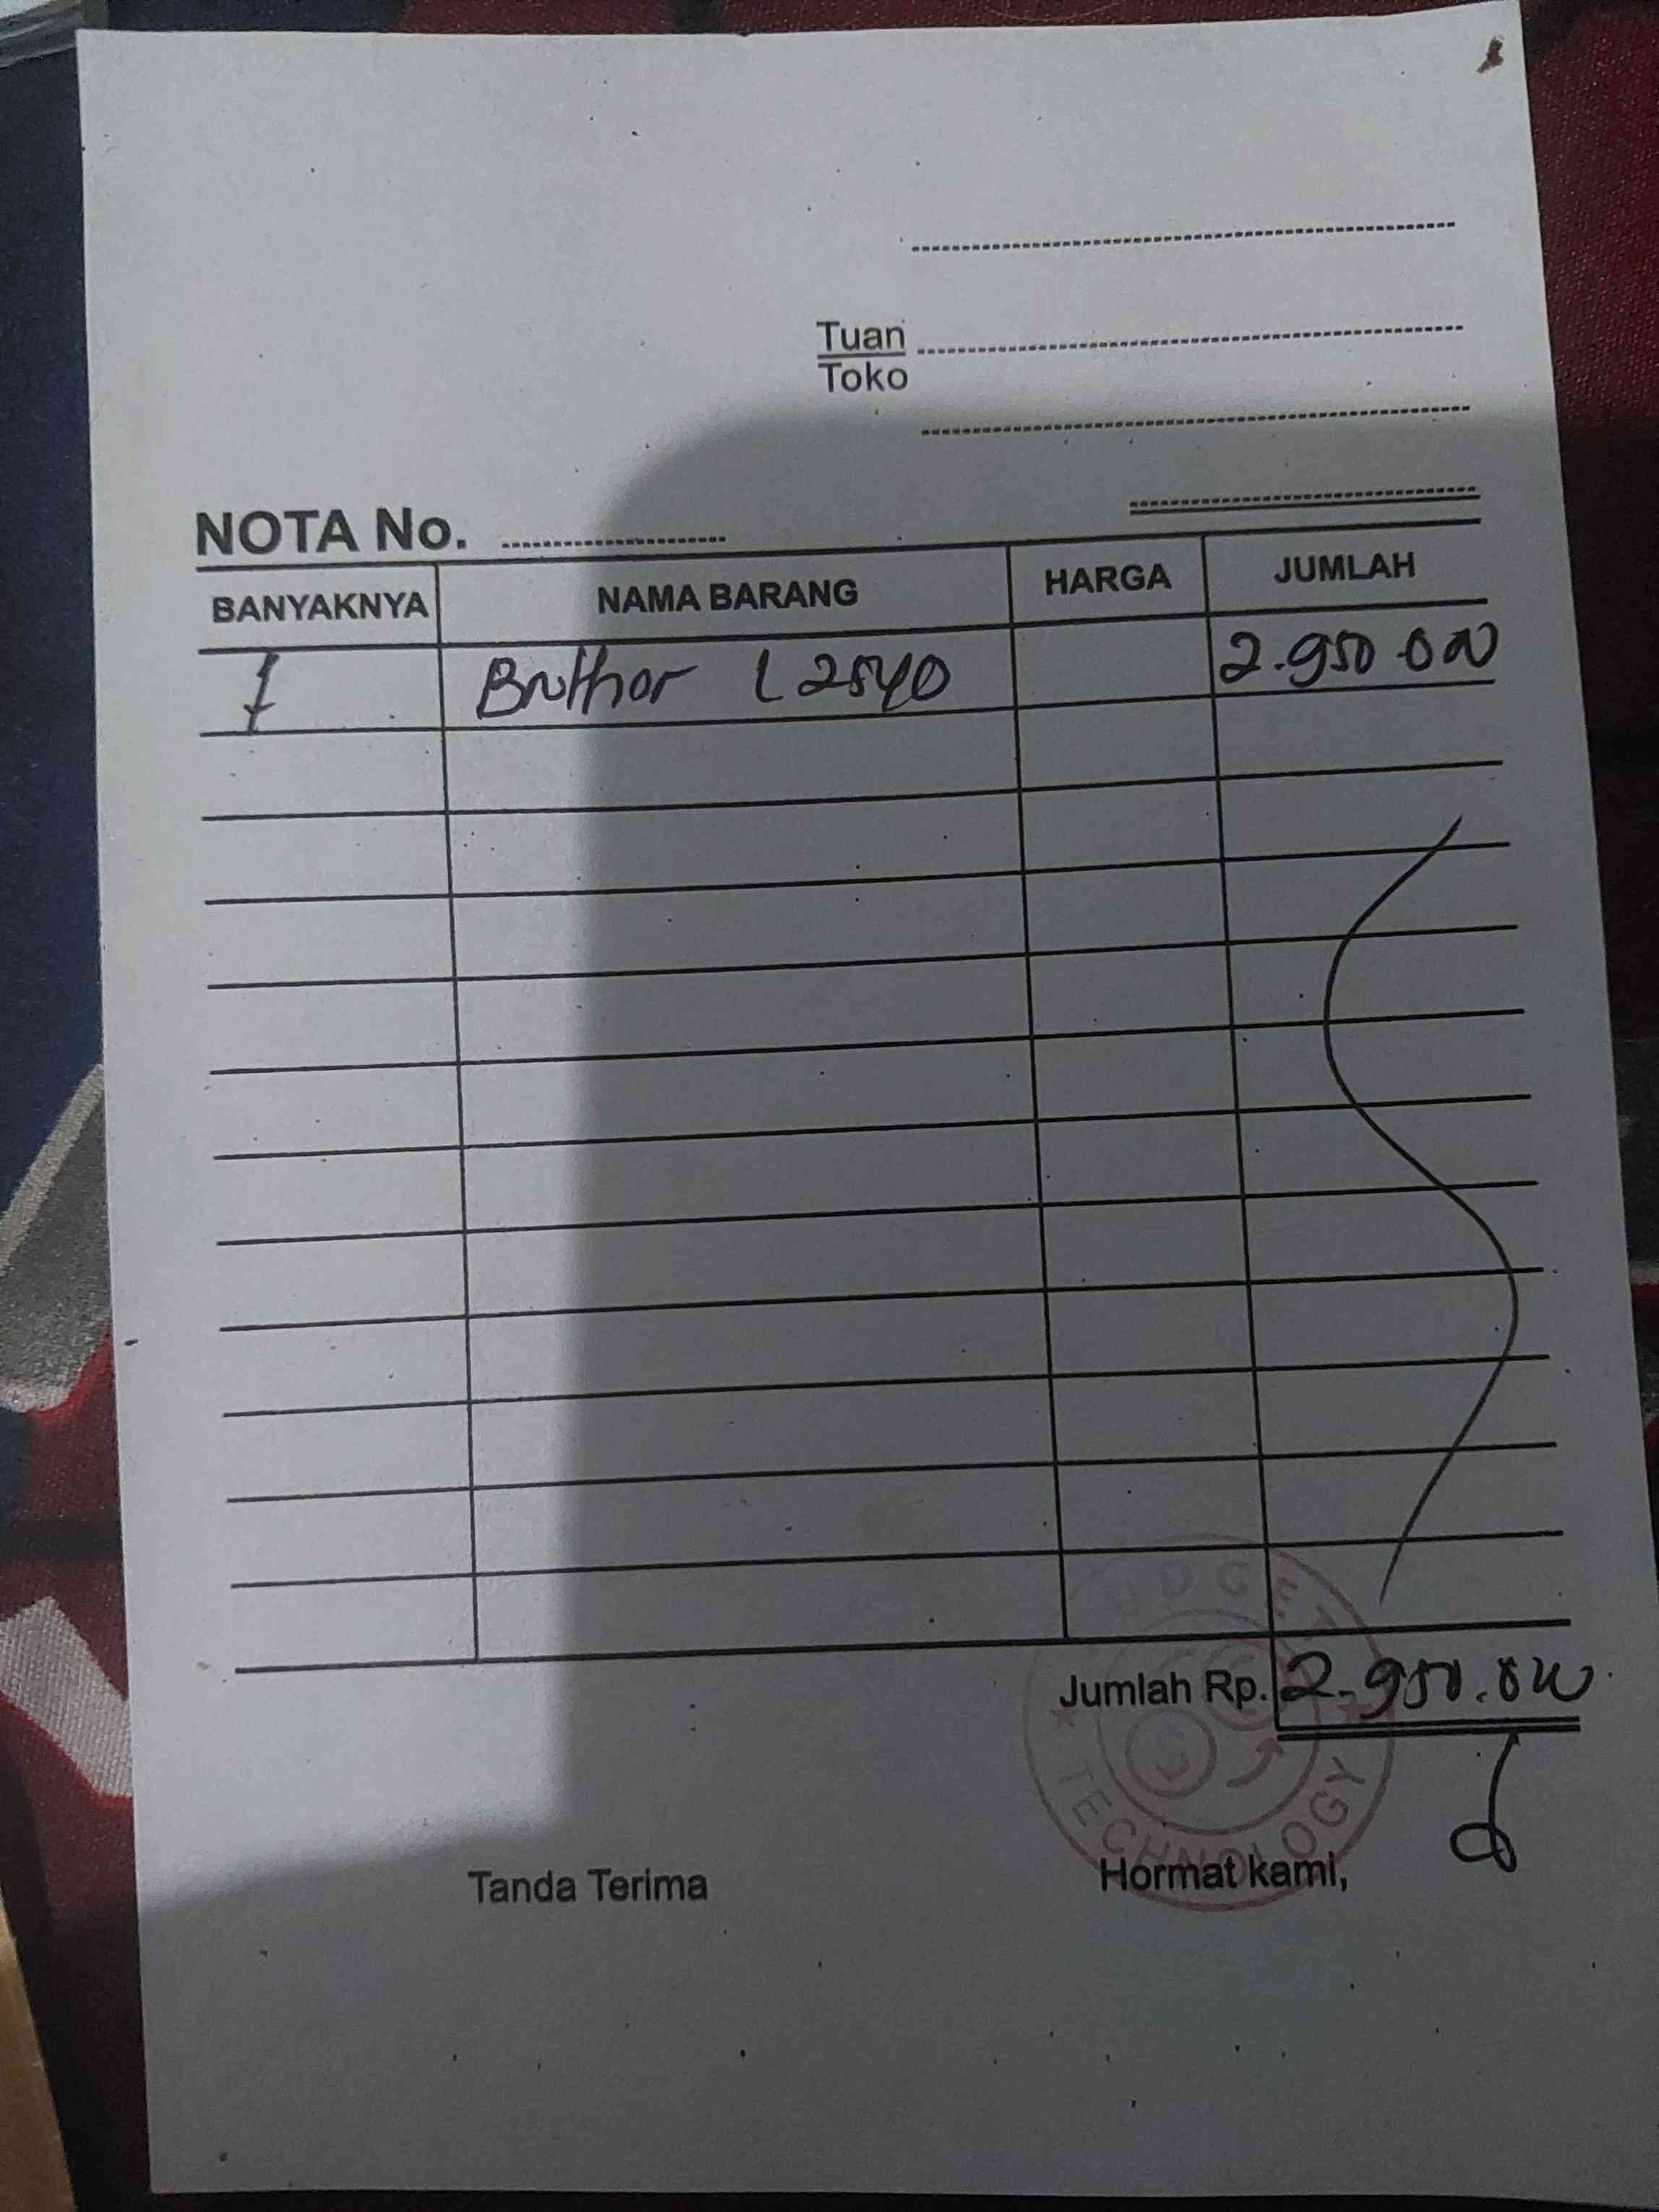 Tuan
Toko
NOTA No.
BANYAKNYA NAMA BARANG HARGA JUMLAH
1 Brothor L2540 2.950.000
Jumlah Rp. 2.950.000
TECHNOLOGY
Tanda Terima Hormat kami,